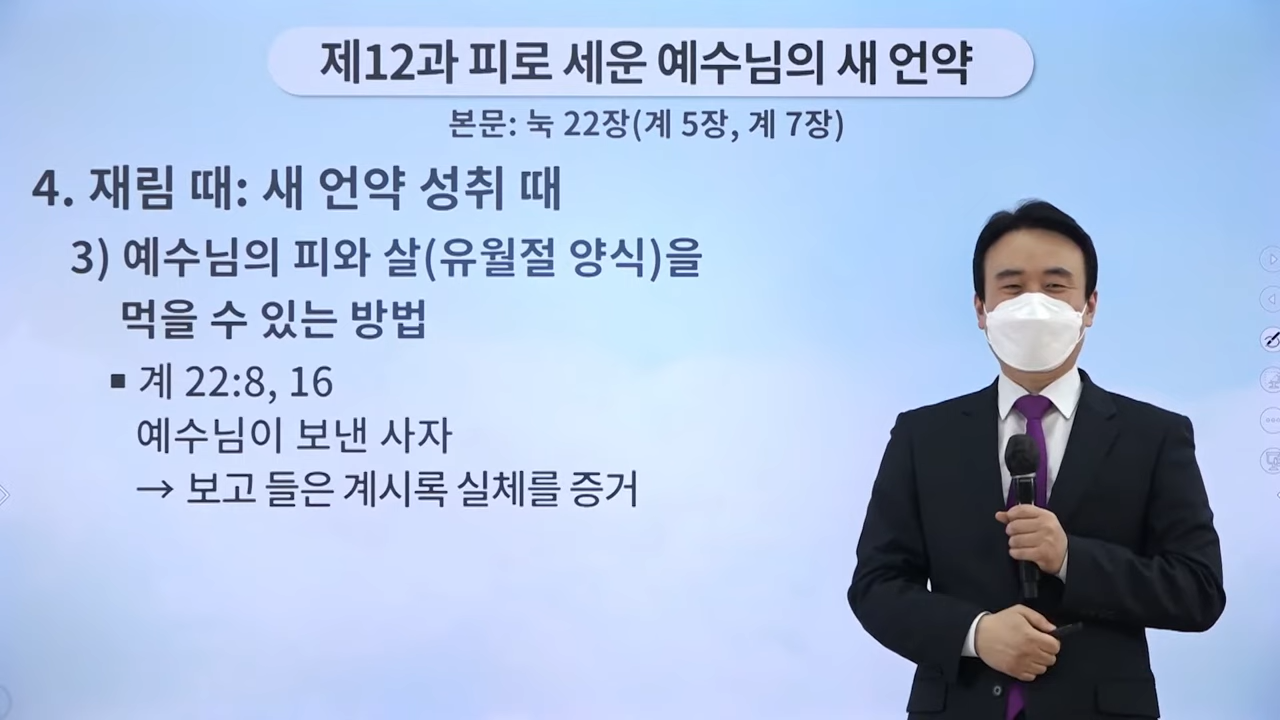 제12과 피로 세운 예수님의 새 언약
본문: 눅 22장(계 5장, 계 7장)
4. 재림 때: 새 언약 성취 때
3) 예수님의 피와 살(유월절 양식)을
먹을 수 있는 방법
▪ 계 22:8, 16
예수님이 보낸 사자
→ 보고 들은 계시록 실체를 증거